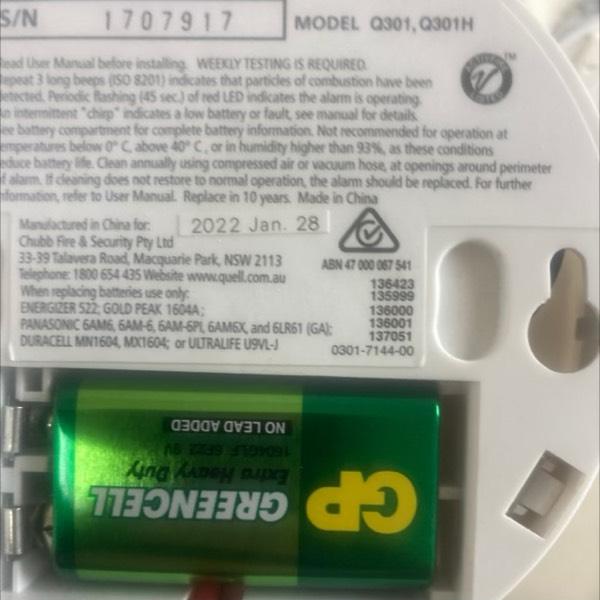 S/N 1707917 MODEL Q301, Q301H
Read User Manual before installing. WEEKLY TESTING IS REQUIRED.
Repeat 3 long beeps (ISO 8201) indicates that particles of combustion have been
detected. Periodic flashing (45 sec.) of red LED indicates the alarm is operating.
An intermittent "chirp" indicates a low battery or fault, see manual for details.
See battery compartment for complete battery information. Not recommended for operation at
temperatures below 0° C, above 40° C, or in humidity higher than 93%, as these conditions
reduce battery life. Clean annually using compressed air or vacuum hose, at openings around perimeter
of alarm. If cleaning does not restore to normal operation, the alarm should be replaced. For further
information, refer to User Manual. Replace in 10 years. Made in China
Manufactured in China for: 2022 Jan. 28
Chubb Fire & Security Pty Ltd
33-39 Talavera Road, Macquarie Park, NSW 2113
ABN 47 000 067 541
Telephone: 1800 654 435 Website www.quell.com.au
When replacing batteries use only:
ENERGIZER 522; GOLD PEAK 1604A;
PANASONIC 6AM6, 6AM-6, 6AM-6PI, 6AM6X, and 6LR61 (GA);
DURACELL MN1604, MX1604; or ULTRALIFE U9VL-J
136423
135999
136000
136001
137051
0301-7144-00
GP GREENCELL
Extra Heavy Duty
1604GLF 6F22 9V
NO LEAD ADDED